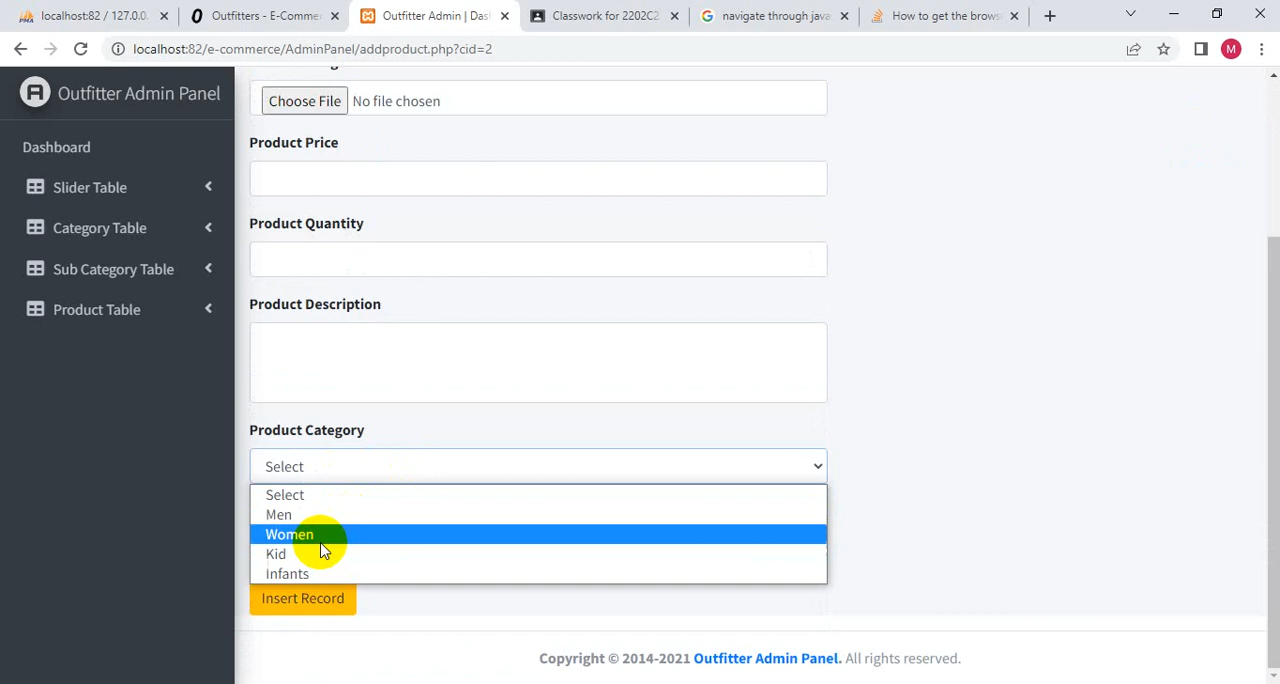 localhost:82 / 127.0.0.
Outfitters - E-Comme
Outfitter Admin | Das
Classwork for 2202C2
navigate through java
How to get the brows
localhost:82/e-commerce/AdminPanel/addproduct.php?cid=2
M
Outfitter Admin Panel
Dashboard
Slider Table
Category Table
Sub Category Table
Product Table
Choose File No file chosen
Product Price
Product Quantity
Product Description
Product Category
Select
Select
Men
Women
Kid
Infants
Insert Record
Copyright © 2014-2021 Outfitter Admin Panel. All rights reserved.